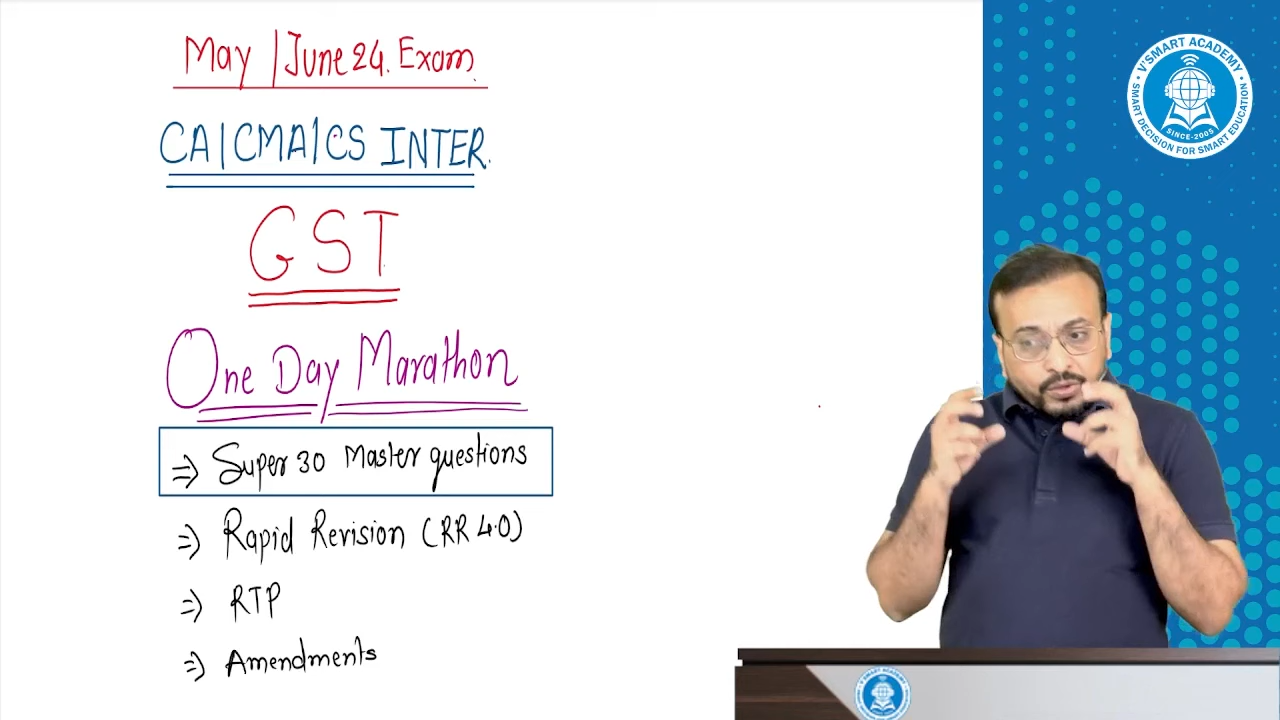 May | June 24. Exam.
CA | CMA | CS INTER.
GST
One Day Marathon
=> Super 30 Master questions
=> Rapid Revision (RR 4.0)
=> RTP
=> Amendments
V'SMART ACADEMY
SINCE-2005
SMART DECISION FOR SMART EDUCATION